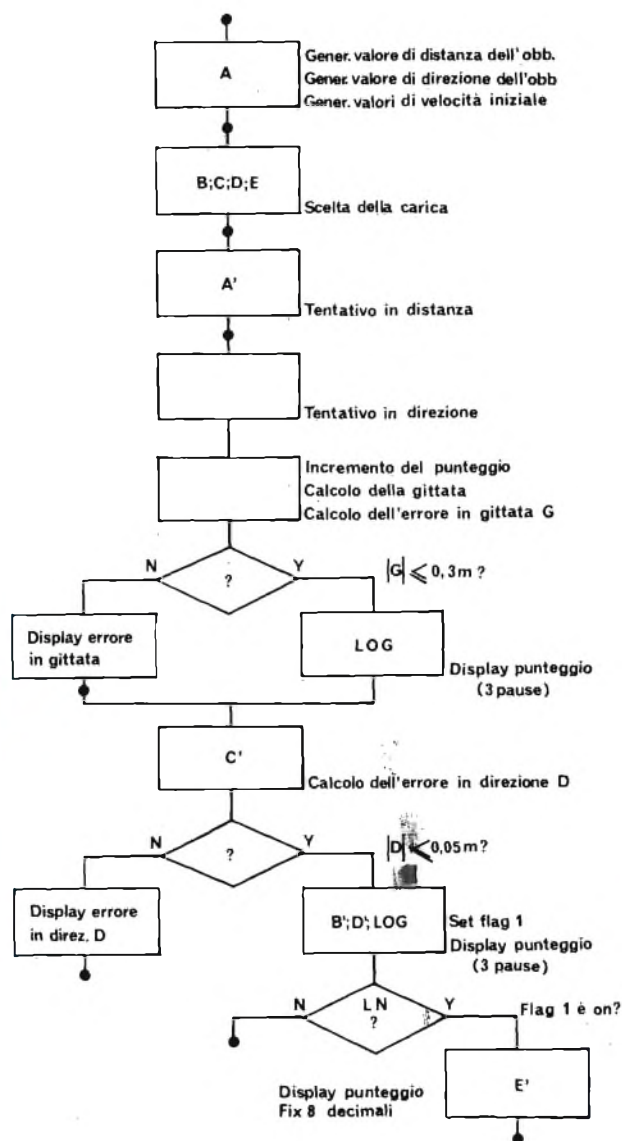 A
Gener. valore di distanza dell'obb.
Gener. valore di direzione dell'obb
Gener. valori di velocità iniziale
B;C;D;E
Scelta della carica
A'
Tentativo in distanza
Tentativo in direzione
Incremento del punteggio
Calcolo della gittata
Calcolo dell'errore in gittata G
N
?
Y
|G| ⩽ 0,3m ?
Display errore
in gittata
LOG
Display punteggio
(3 pause)
C'
Calcolo dell'errore in direzione D
N
?
Y
|D| ⩽ 0,05m?
Display errore
in direz. D
B'; D'; LOG
Set flag 1
Display punteggio
(3 pause)
N
LN
?
Y
Flag 1 è on?
Display punteggio
Fix 8 decimali
E'